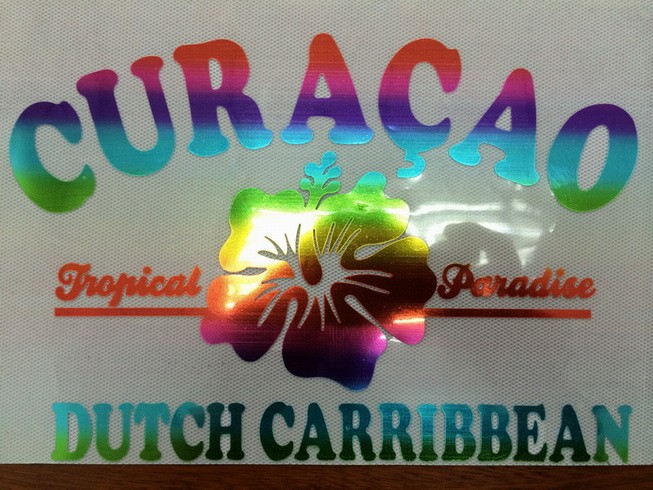 CURAÇAO
Tropical Paradise
DUTCH CARRIBBEAN